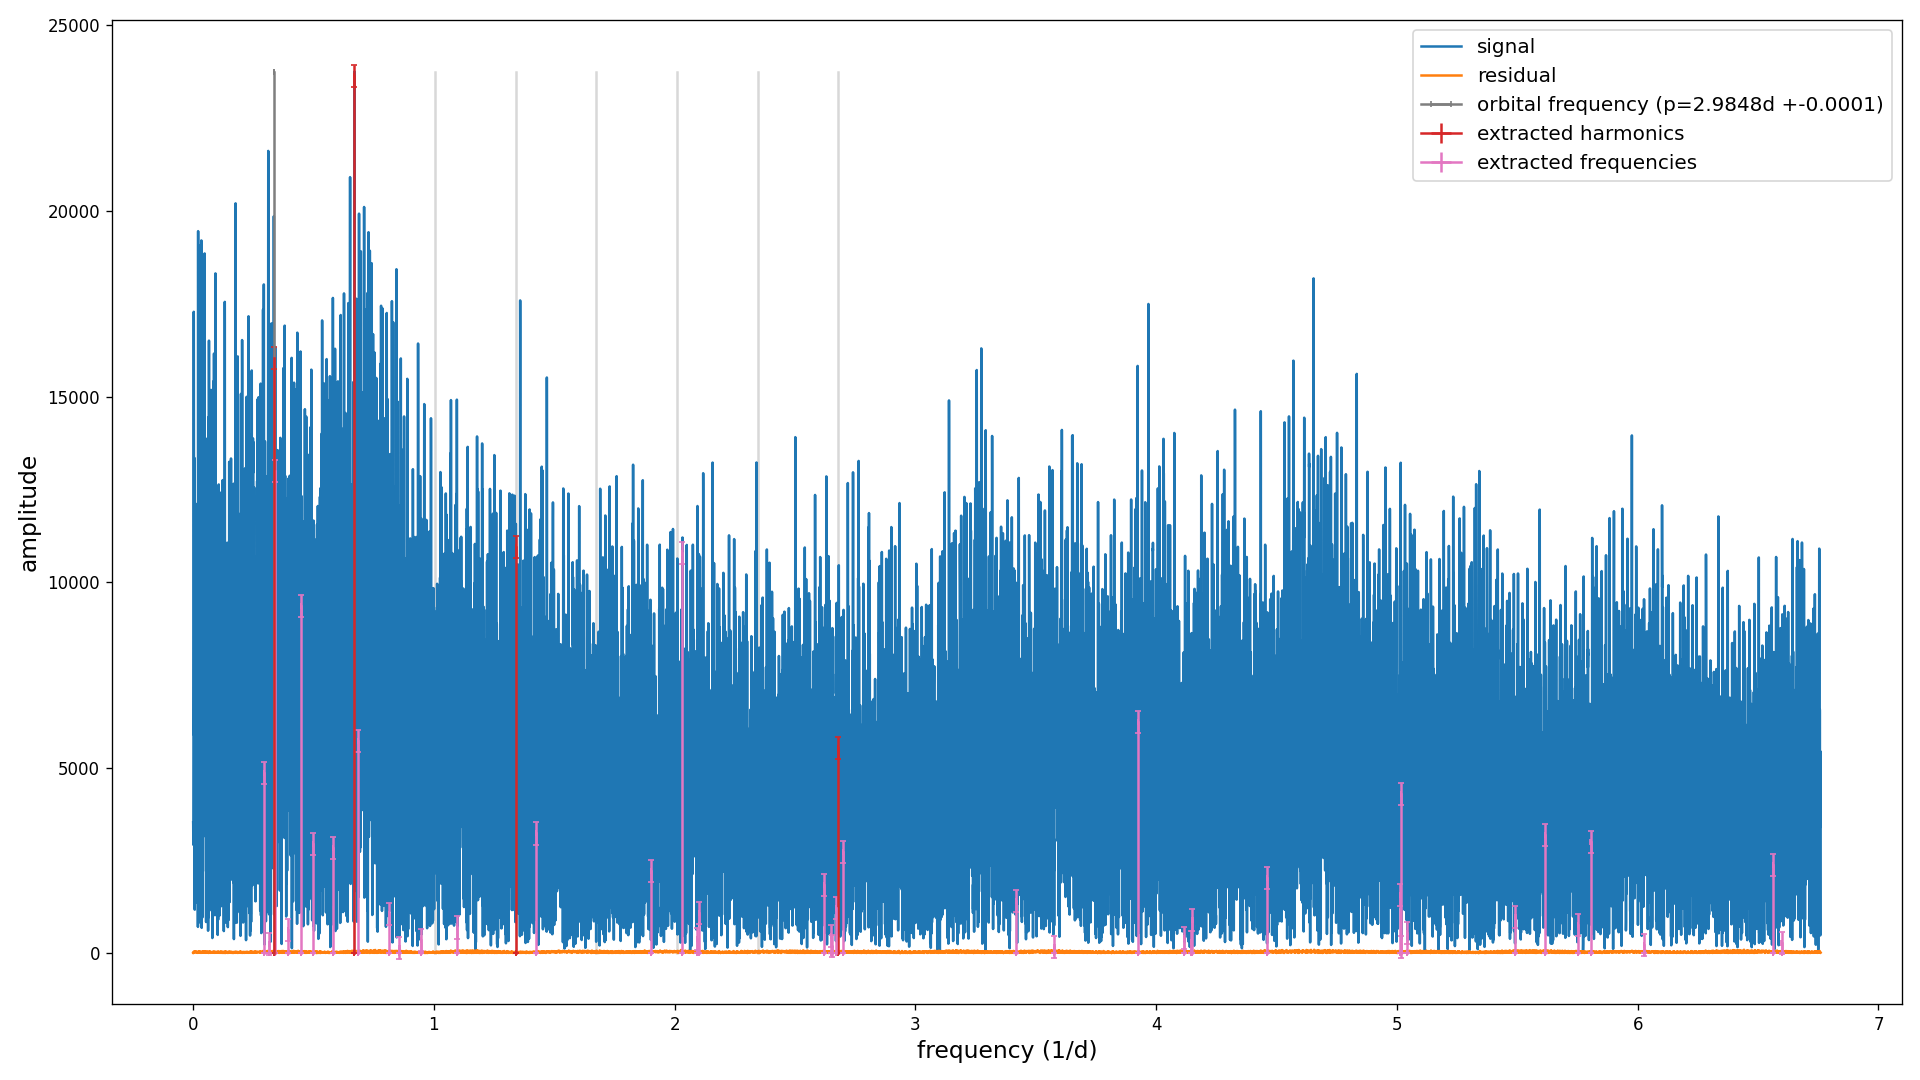 25000
20000
15000
10000
5000
0
amplitude
0 1 2 3 4 5 6 7
frequency (1/d)
signal
residual
orbital frequency (p=2.9848d +-0.0001)
extracted harmonics
extracted frequencies